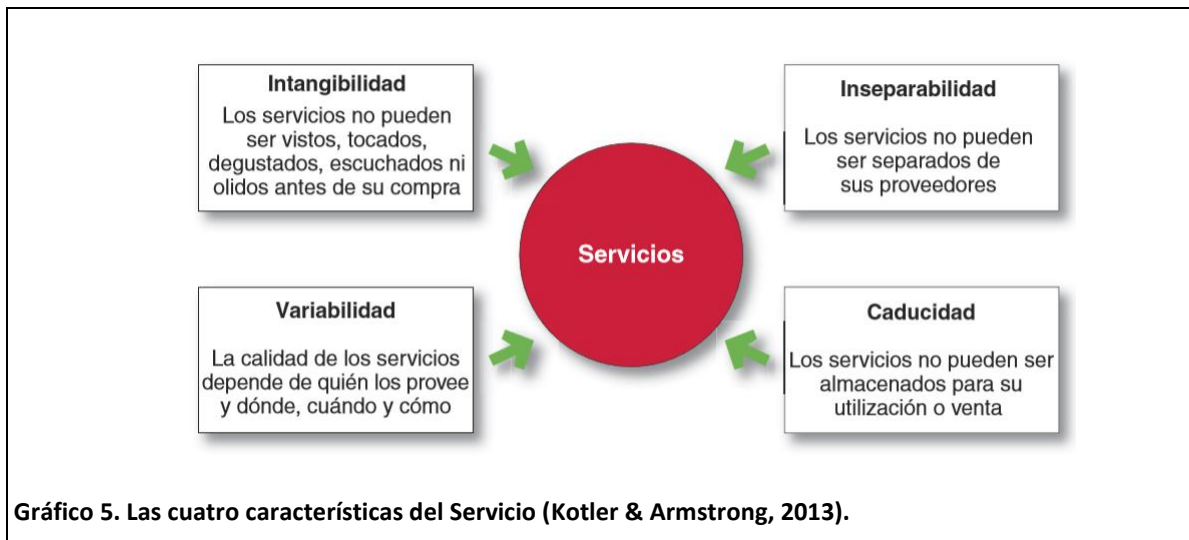 Intangibilidad
Los servicios no pueden
ser vistos, tocados,
degustados, escuchados ni
olidos antes de su compra
Inseparabilidad
Los servicios no pueden
ser separados de
sus proveedores
Servicios
Variabilidad
La calidad de los servicios
depende de quién los provee
y dónde, cuándo y cómo
Caducidad
Los servicios no pueden ser
almacenados para su
utilización o venta
Gráfico 5. Las cuatro características del Servicio (Kotler & Armstrong, 2013).